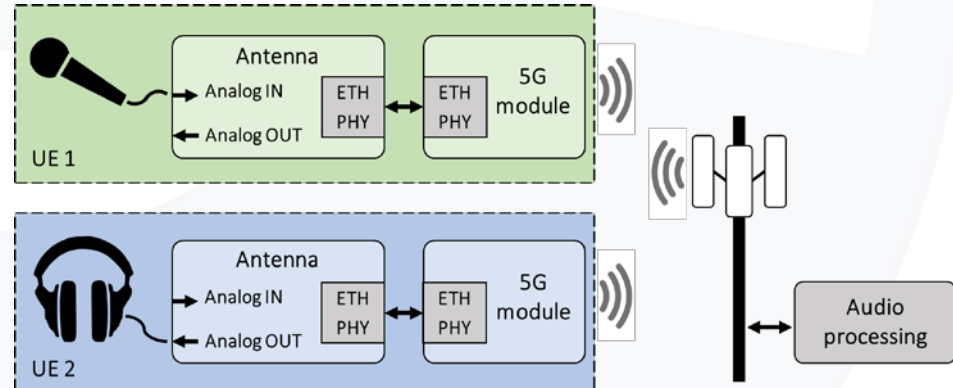 Antenna
Analog IN
Analog OUT
ETH
PHY
ETH
PHY
5G
module
UE 1
Antenna
Analog IN
Analog OUT
ETH
PHY
ETH
PHY
5G
module
UE 2
Audio
processing